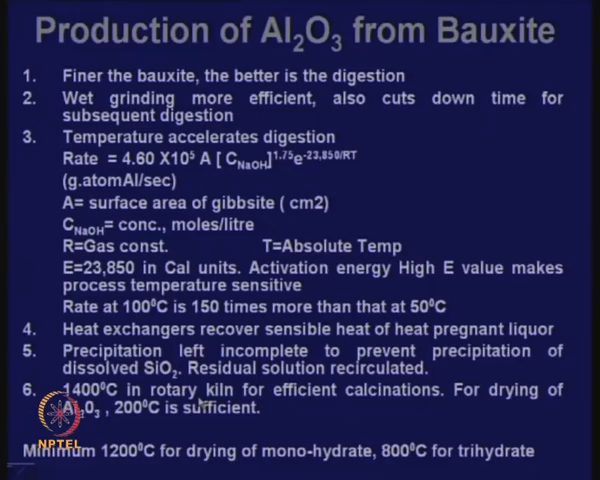 Production of Al2O3 from Bauxite
1. Finer the bauxite, the better is the digestion
2. Wet grinding more efficient, also cuts down time for
subsequent digestion
3. Temperature accelerates digestion
Rate = 4.60 X10⁵ A [ C_NaOH]^1.75 e^-23,850/RT
(g.atomAl/sec)
A= surface area of gibbsite ( cm2)
C_NaOH= conc., moles/litre
R=Gas const. T=Absolute Temp
E=23,850 in Cal units. Activation energy High E value makes
process temperature sensitive
Rate at 100⁰C is 150 times more than that at 50⁰C
4. Heat exchangers recover sensible heat of heat pregnant liquor
5. Precipitation left incomplete to prevent precipitation of
dissolved SiO2. Residual solution recirculated.
6. 1400⁰C in rotary kiln for efficient calcinations. For drying of
Al2O3 , 200⁰C is sufficient.
NPTEL
Minimum 1200⁰C for drying of mono-hydrate, 800⁰C for trihydrate